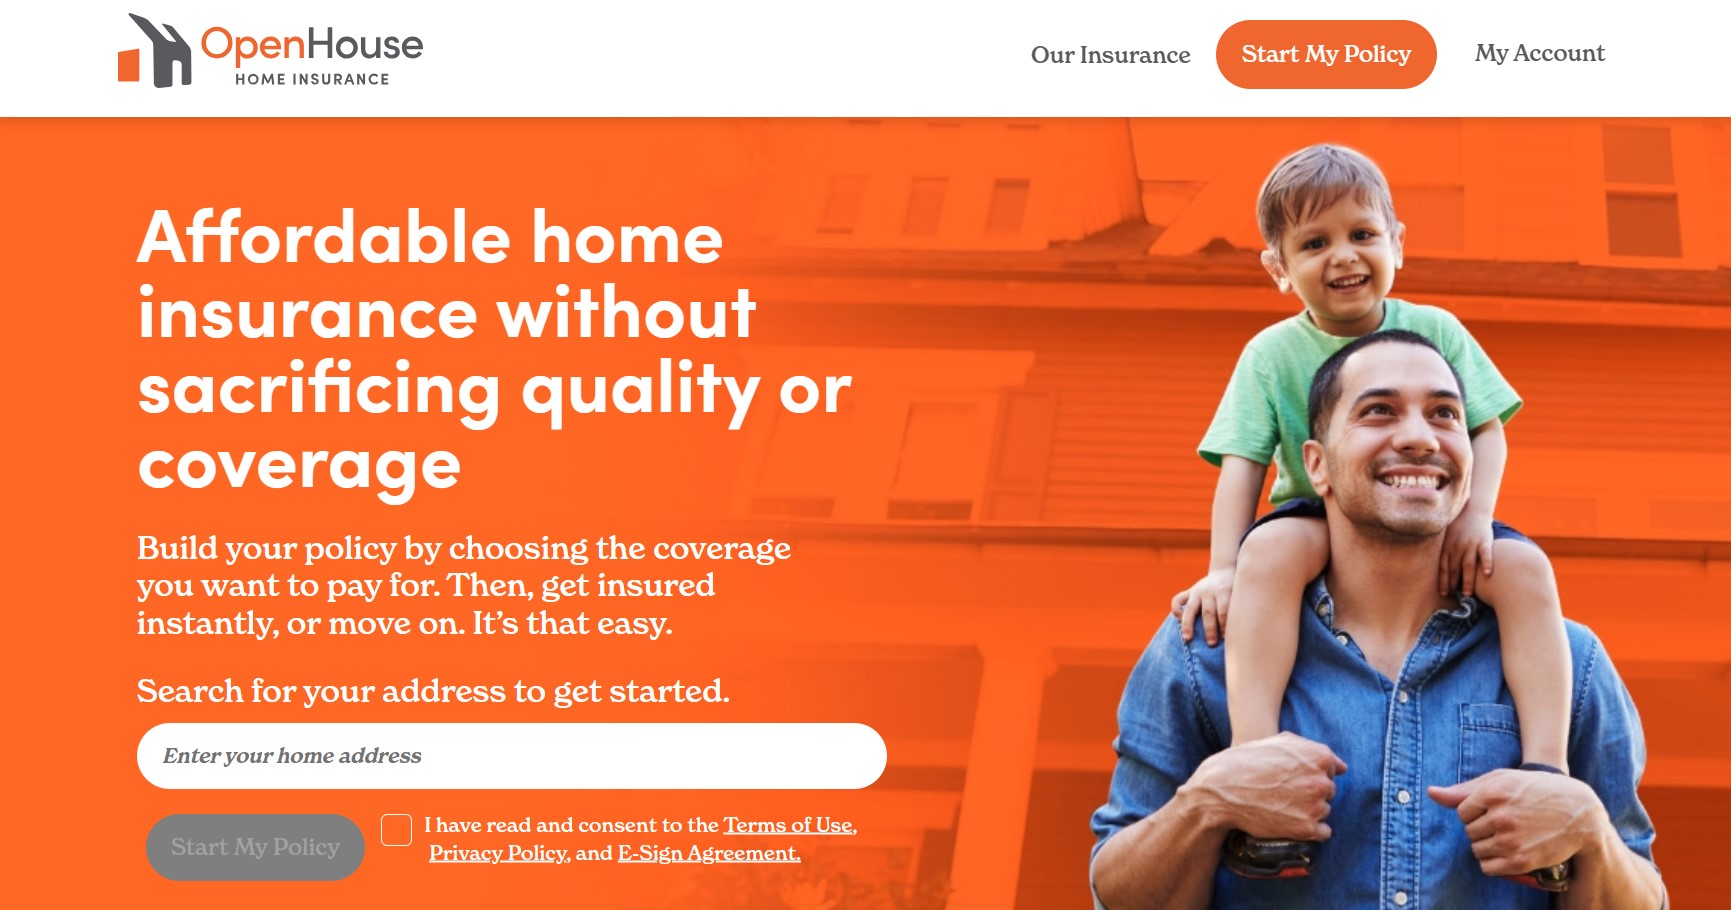 OpenHouse
HOME INSURANCE
Our Insurance
Start My Policy
My Account
Affordable home
insurance without
sacrificing quality or
coverage
Build your policy by choosing the coverage
you want to pay for. Then, get insured
instantly, or move on. It’s that easy.
Search for your address to get started.
Enter your home address
Start My Policy
I have read and consent to the Terms of Use,
Privacy Policy, and E-Sign Agreement.